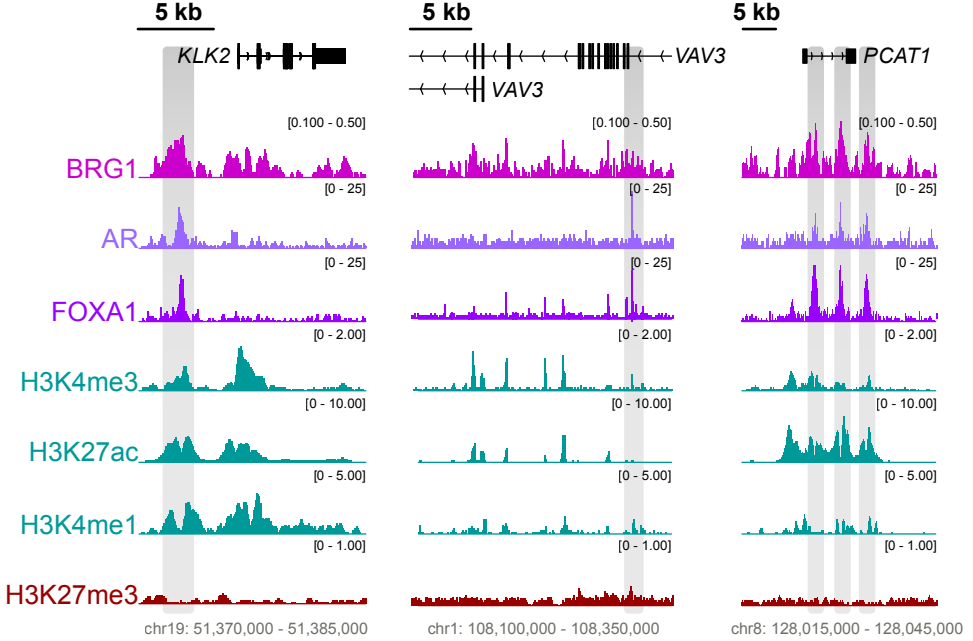 5 kb 5 kb 5 kb
KLK2 VAV3 PCAT1
VAV3
[0.100 - 0.50] [0.100 - 0.50] [0.100 - 0.50]
BRG1
[0 - 25] [0 - 25] [0 - 25]
AR
[0 - 25] [0 - 25] [0 - 25]
FOXA1
[0 - 2.00] [0 - 2.00] [0 - 2.00]
H3K4me3
[0 - 10.00] [0 - 10.00] [0 - 10.00]
H3K27ac
[0 - 5.00] [0 - 5.00] [0 - 5.00]
H3K4me1
[0 - 1.00] [0 - 1.00] [0 - 1.00]
H3K27me3
chr19: 51,370,000 - 51,385,000 chr1: 108,100,000 - 108,350,000 chr8: 128,015,000 - 128,045,000